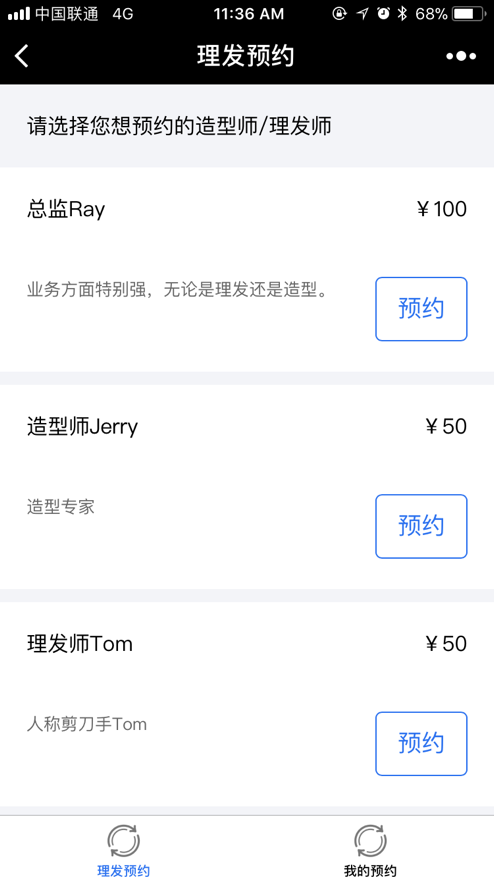 中国联通 4G 11:36 AM 68%
理发预约
请选择您想预约的造型师/理发师
总监Ray ¥100
业务方面特别强，无论是理发还是造型。
预约
造型师Jerry ¥50
造型专家
预约
理发师Tom ¥50
人称剪刀手Tom
预约
理发预约 我的预约